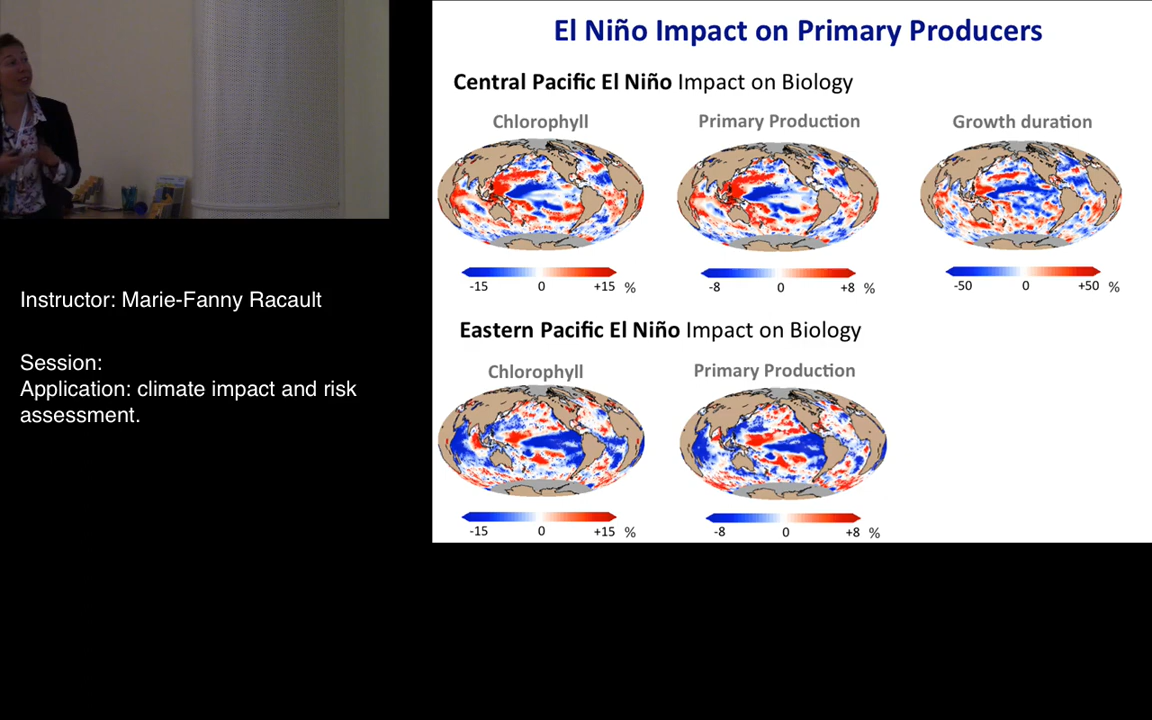 El Niño Impact on Primary Producers
Central Pacific El Niño Impact on Biology
Chlorophyll
Primary Production
Growth duration
-15 0 +15 %
-8 0 +8 %
-50 0 +50 %
Eastern Pacific El Niño Impact on Biology
Chlorophyll
Primary Production
-15 0 +15 %
-8 0 +8 %
Instructor: Marie-Fanny Racault
Session:
Application: climate impact and risk
assessment.